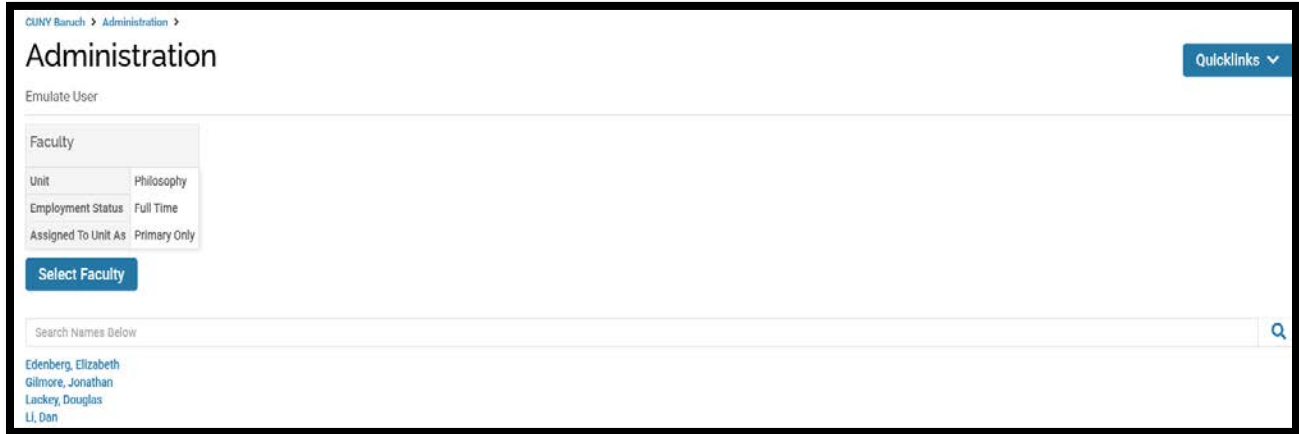 CUNY Baruch > Administration >
Administration
Quicklinks
Emulate User
Faculty
Unit Philosophy
Employment Status Full Time
Assigned To Unit As Primary Only
Select Faculty
Search Names Below
Edenberg, Elizabeth
Gilmore, Jonathan
Lackey, Douglas
Li, Dan